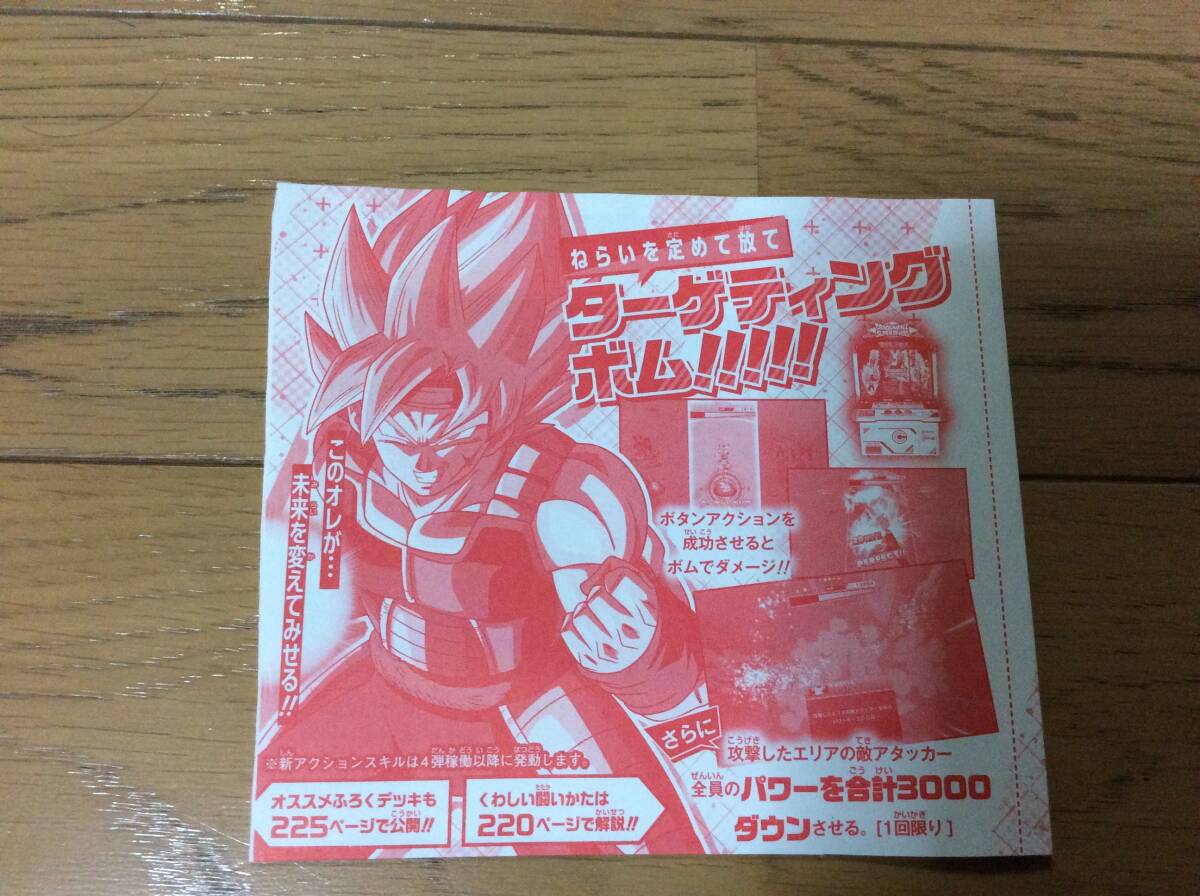 ねらいを定めて放て
ターゲティング
ボム!!!!!!
このオレが…
未来を変えてみせる!!
ボタンアクションを
成功させると
ボムでダメージ!!
PERFECT!!
さらに
攻撃したエリアの敵アタッカー
全員のパワーを合計3000
ダウンさせる。[1回限り]
※新アクションスキルは4弾稼働以降に発動します。
オススメふろくデッキも
225ページで公開!!
くわしい闘いかたは
220ページで解説!!